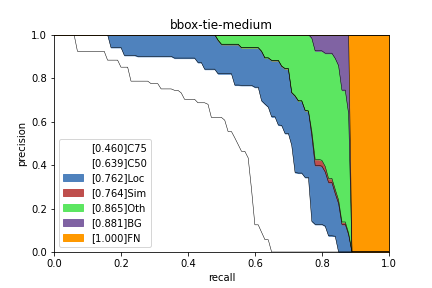 bbox-tie-medium
1.0
0.8
0.6
0.4
0.2
0.0
precision
[0.460]C75
[0.639]C50
[0.762]Loc
[0.764]Sim
[0.865]Oth
[0.881]BG
[1.000]FN
0.0 0.2 0.4 0.6 0.8 1.0
recall